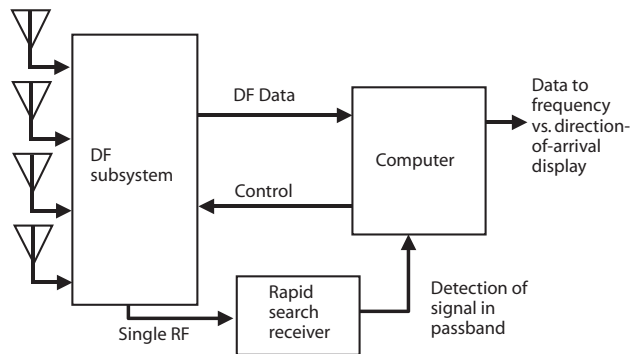 DF
subsystem
DF Data
Control
Computer
Data to
frequency
vs. direction-
of-arrival
display
Single RF
Rapid
search
receiver
Detection of
signal in
passband